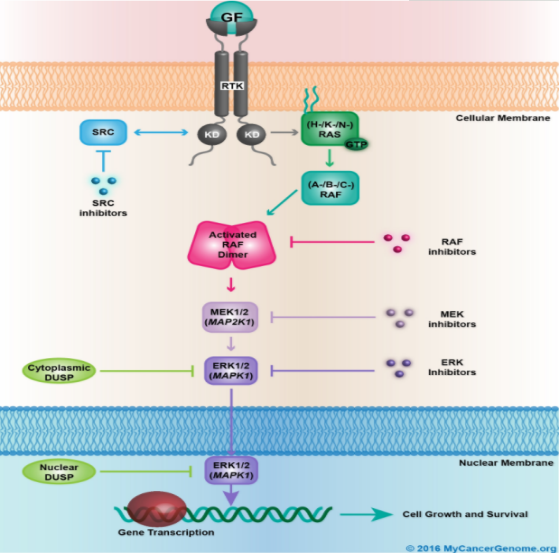 GF
RTK
Cellular Membrane
SRC
KD
KD
(H-/K-/N-)
RAS
GTP
SRC
inhibitors
(A-/B-/C-)
RAF
Activated
RAF
Dimer
RAF
inhibitors
MEK1/2
(MAP2K1)
MEK
inhibitors
Cytoplasmic
DUSP
ERK1/2
(MAPK1)
ERK
Inhibitors
Nuclear Membrane
Nuclear
DUSP
ERK1/2
(MAPK1)
Gene Transcription
Cell Growth and Survival
© 2016 MyCancerGenome.org